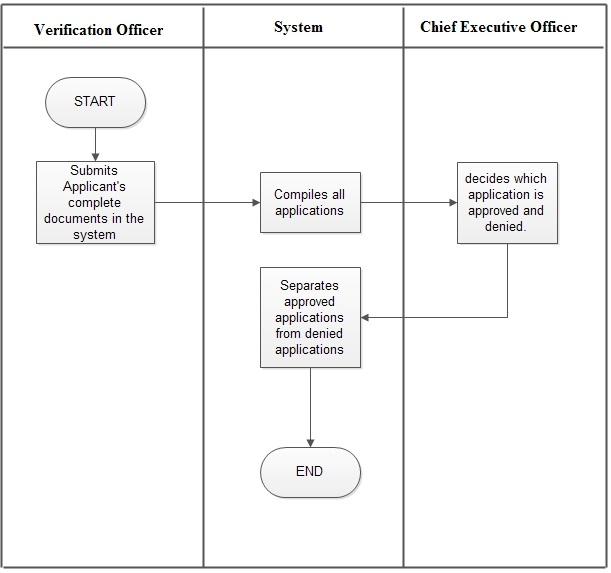 Verification Officer
System
Chief Executive Officer
START
Submits
Applicant's
complete
documents in the
system
Compiles all
applications
decides which
application is
approved and
denied.
Separates
approved
applications
from denied
applications
END